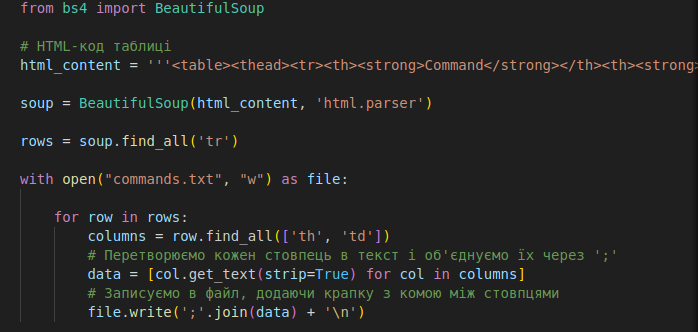 from bs4 import BeautifulSoup
# HTML-код таблиці
html_content = '''<table><thead><tr><th><strong>Command</strong></th><th><strong>
soup = BeautifulSoup(html_content, 'html.parser')
rows = soup.find_all('tr')
with open("commands.txt", "w") as file:
for row in rows:
columns = row.find_all(['th', 'td'])
# Перетворюємо кожен стовпець в текст і об'єднуємо їх через ';'
data = [col.get_text(strip=True) for col in columns]
# Записуємо в файл, додаючи крапку з комою між стовпцями
file.write(';'.join(data) + '\n')